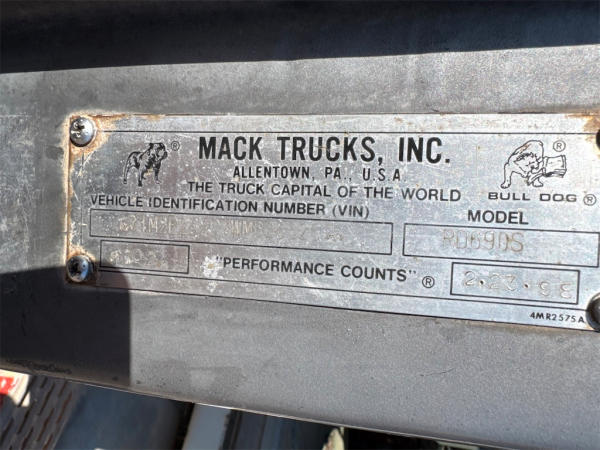 MACK TRUCKS, INC.
ALLENTOWN, PA., U.S.A
THE TRUCK CAPITAL OF THE WORLD
BULL DOG ®
VEHICLE IDENTIFICATION NUMBER (VIN)
MODEL
RD690S
"PERFORMANCE COUNTS" ®
2.23.98
4MR2575A